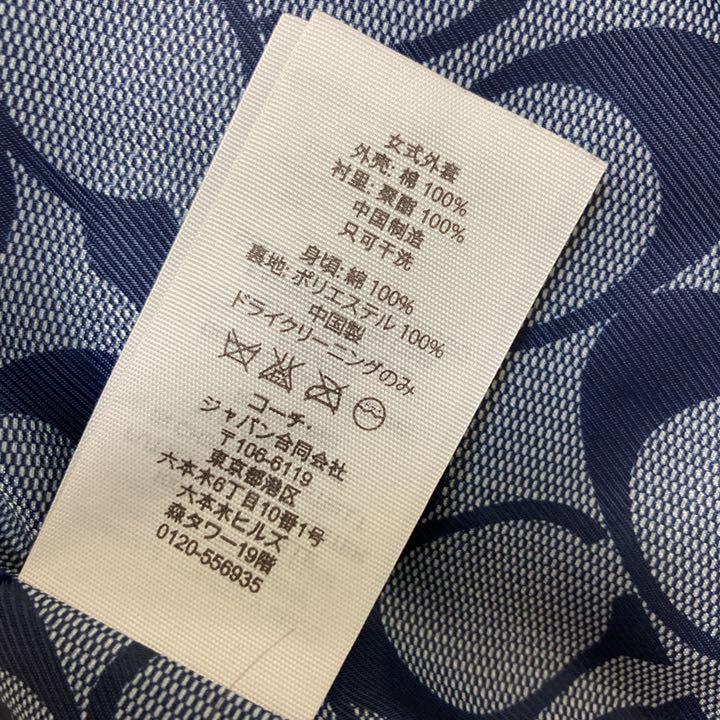 女式外套
外壳: 棉 100%
衬里: 聚酯 100%
中国制造
只可干洗
身頃: 綿 100%
裏地: ポリエステル 100%
中国製
ドライクリーニングのみ
コーチ・
ジャパン合同会社
〒106-6119
東京都港区
六本木6丁目10番1号
六本木ヒルズ
森タワー19階
0120-556935